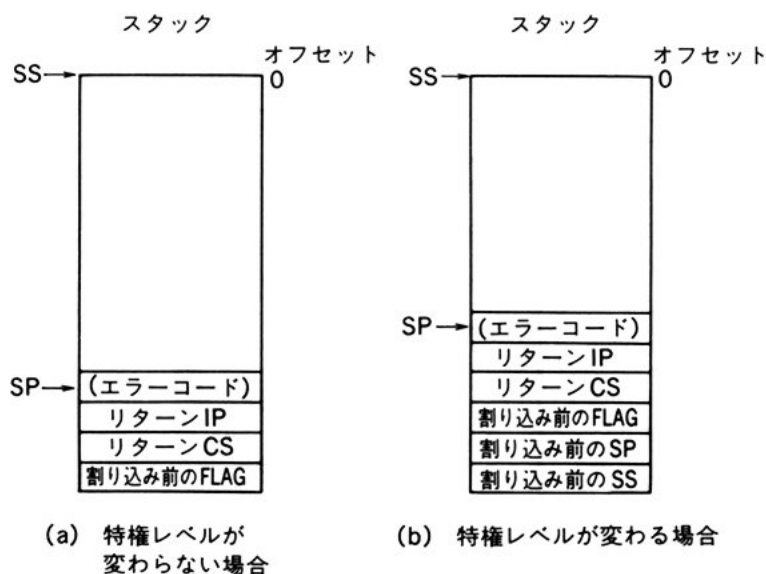 スタック
オフセット
SS
0
SP
(エラーコード)
リターンIP
リターンCS
割り込み前のFLAG
(a) 特権レベルが
変わらない場合
スタック
オフセット
SS
0
SP
(エラーコード)
リターンIP
リターンCS
割り込み前のFLAG
割り込み前のSP
割り込み前のSS
(b) 特権レベルが変わる場合